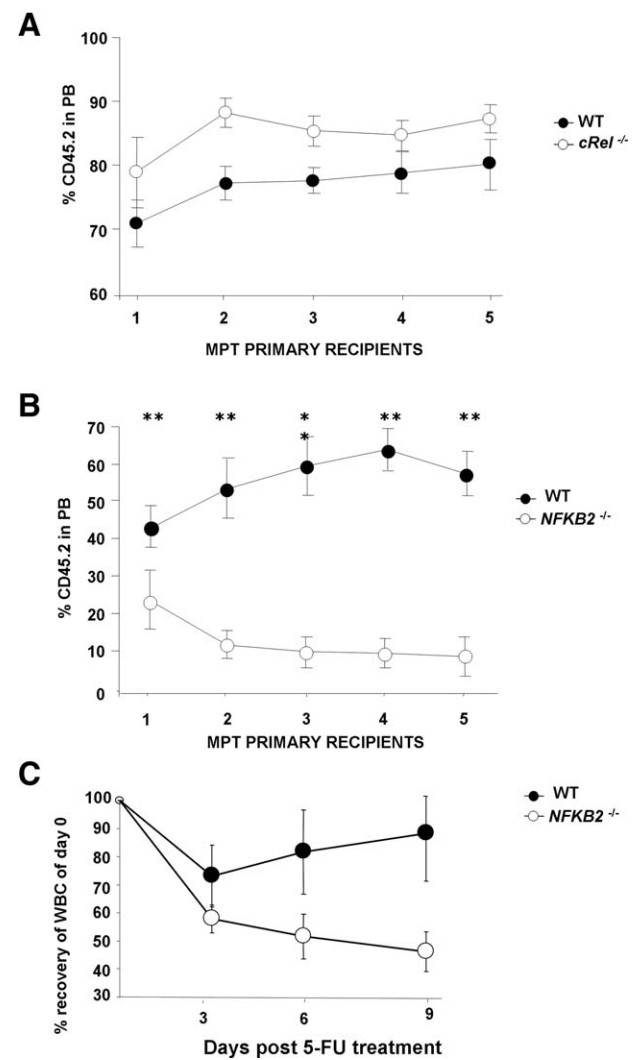 A
100
90
80
70
60
% CD45.2 in PB
1 2 3 4 5
MPT PRIMARY RECIPIENTS
WT
cRel -/-
B
** ** * * ** **
70
60
50
40
30
20
10
0
% CD45.2 in PB
1 2 3 4 5
MPT PRIMARY RECIPIENTS
WT
NFKB2 -/-
C
100
90
80
70
60
50
40
30
% recovery of WBC of day 0
3 6 9
Days post 5-FU treatment
WT
NFKB2 -/-